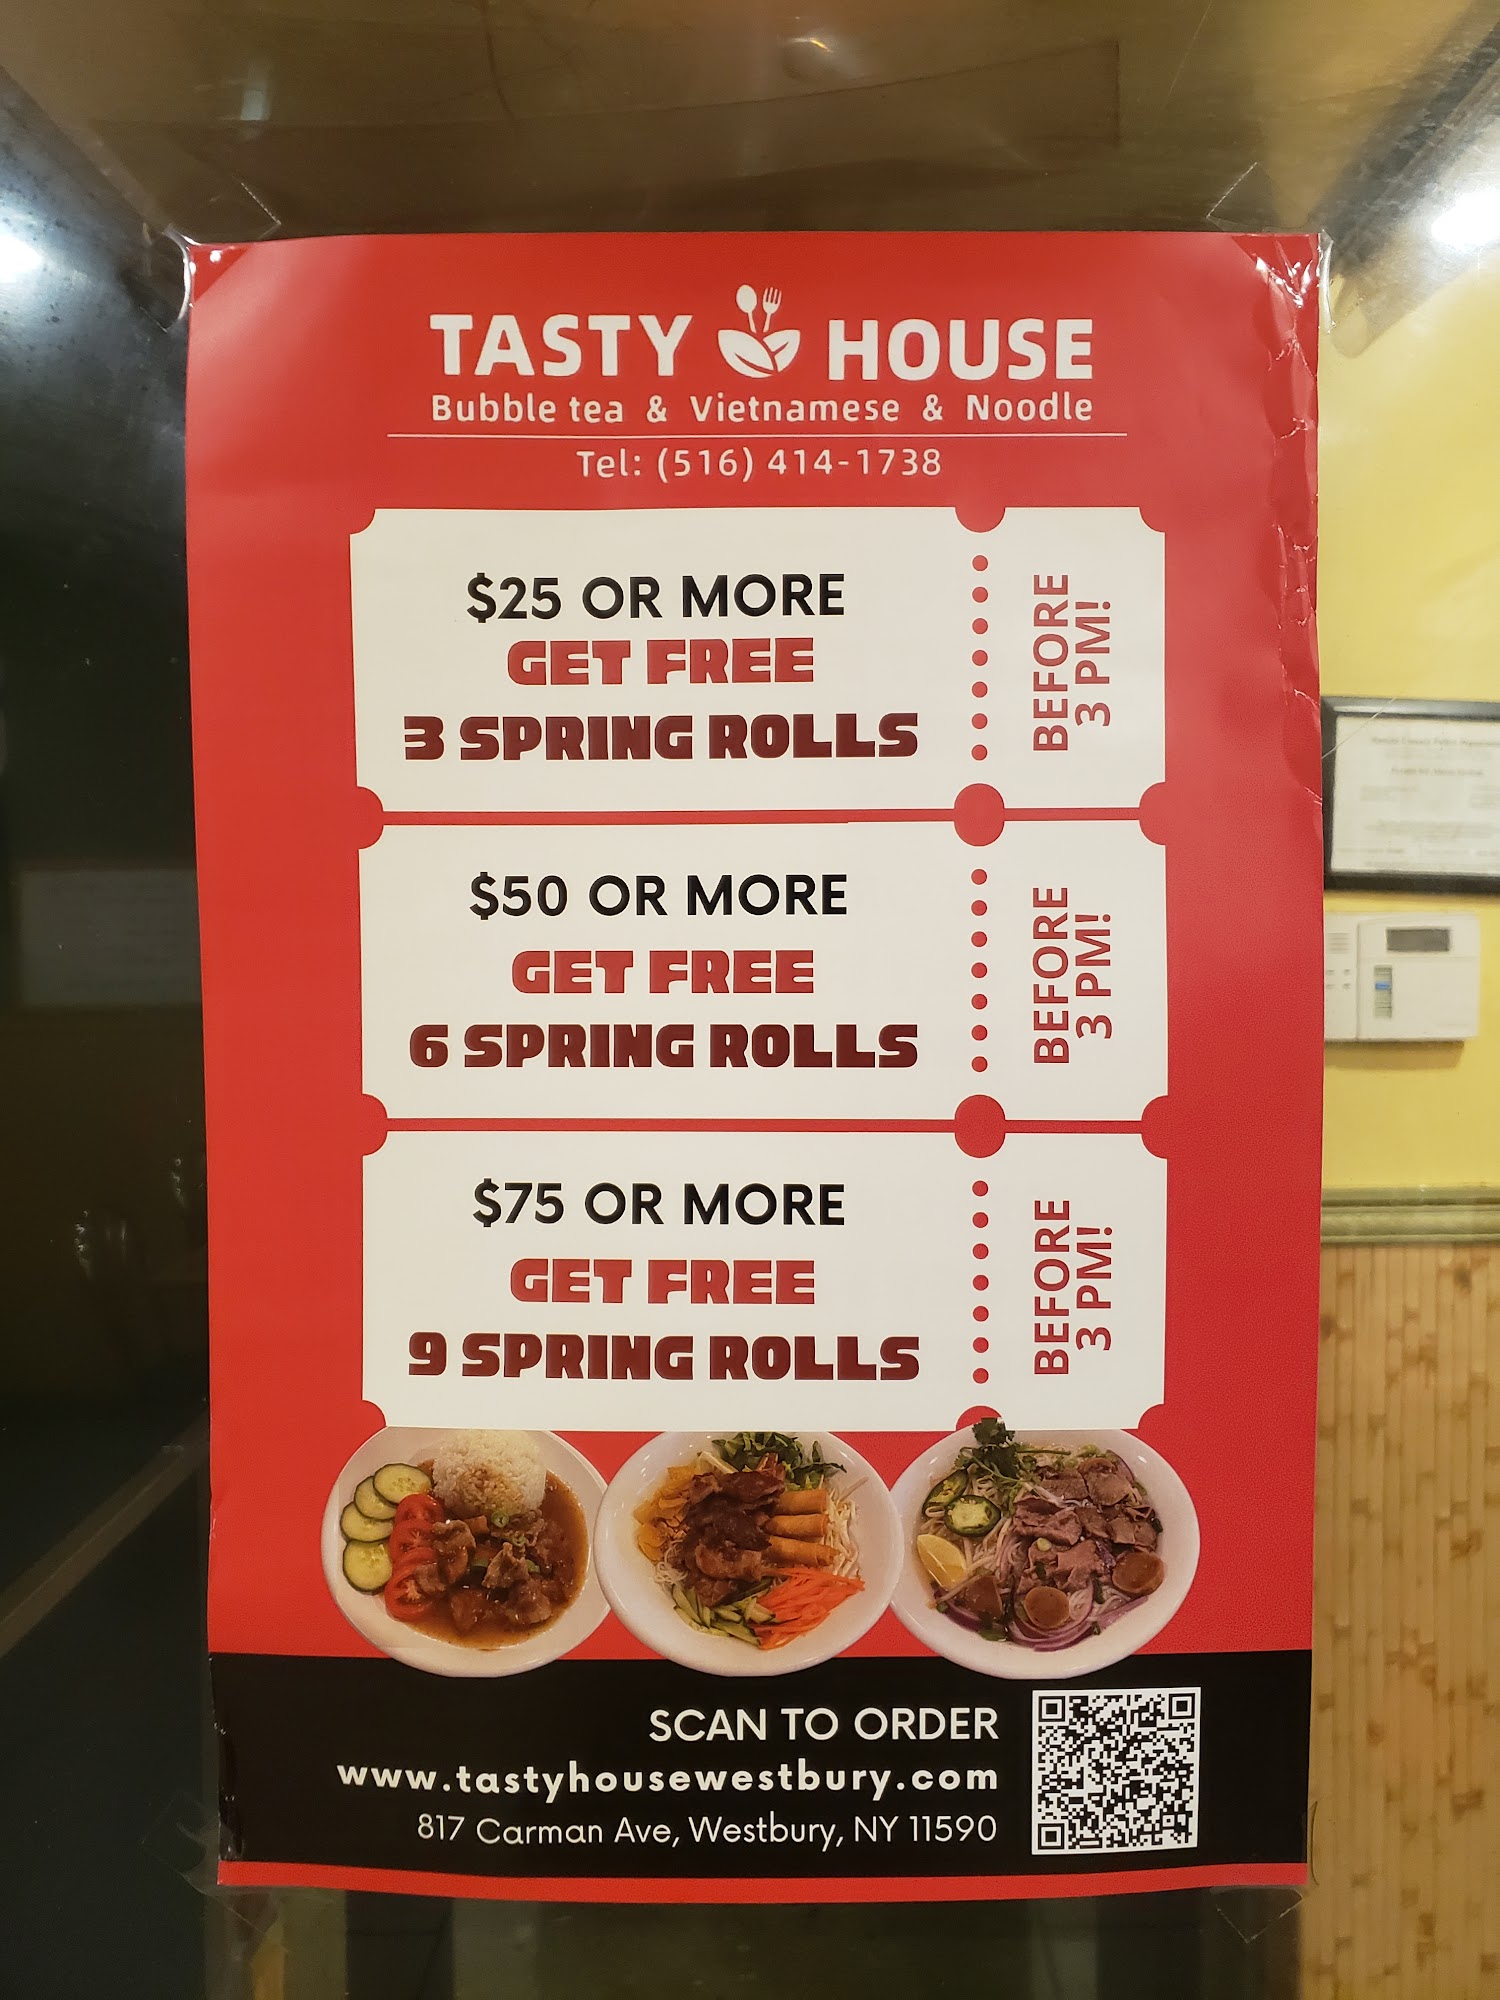 TASTY HOUSE
Bubble tea & Vietnamese & Noodle
Tel: (516) 414-1738
$25 OR MORE
GET FREE
3 SPRING ROLLS
BEFORE
3 PM!
$50 OR MORE
GET FREE
6 SPRING ROLLS
BEFORE
3 PM!
$75 OR MORE
GET FREE
9 SPRING ROLLS
BEFORE
3 PM!
SCAN TO ORDER
www.tastyhousewestbury.com
817 Carman Ave, Westbury, NY 11590